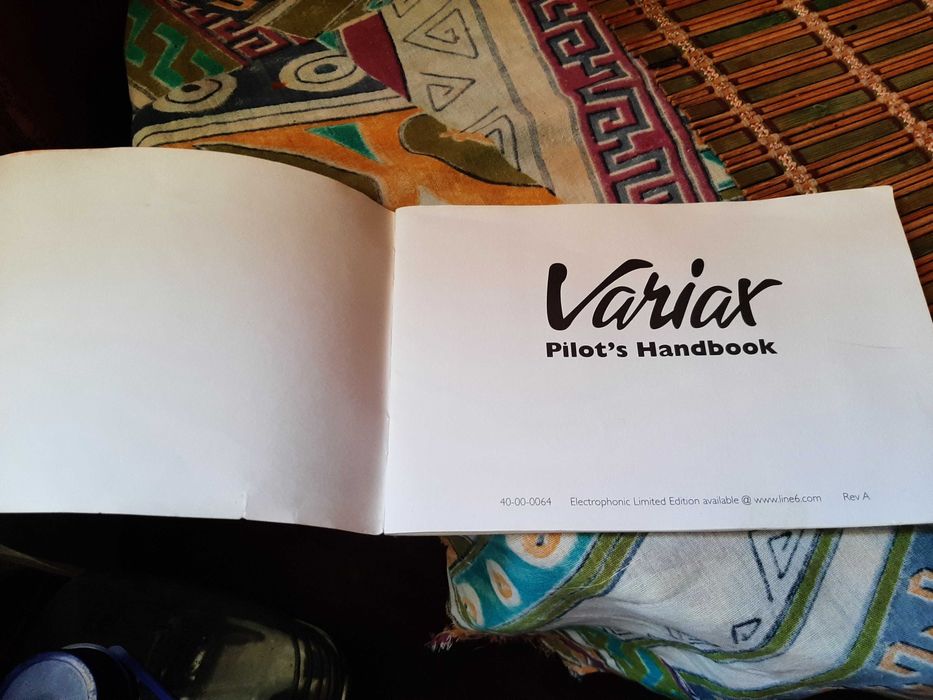 Variax
Pilot's Handbook
40-00-0064 Electrophonic Limited Edition available @ www.line6.com Rev A